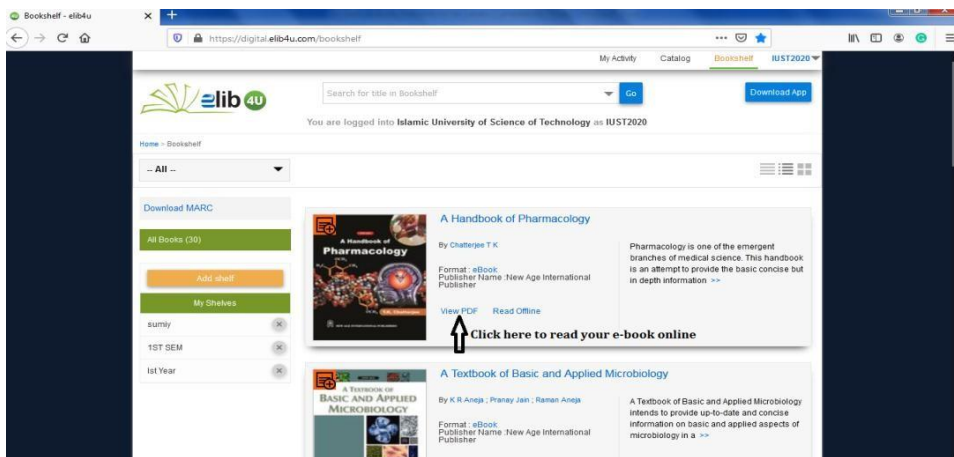 Bookshelf - elib4u
https://digital.elib4u.com/bookshelf
My Activity Catalog Bookshelf IUST2020
elib 4U
Search for title in Bookshelf
Go
Download App
You are logged into Islamic University of Science of Technology as IUST2020
Home - Bookshelf
-- All --
Download MARC
All Books (30)
Add shelf
My Shelves
sumiy
1ST SEM
Ist Year
A Handbook of
Pharmacology
A Handbook of Pharmacology
By Chatterjee T K
Format : eBook
Publisher Name :New Age International
Publisher
View PDF Read Offline
Pharmacology is one of the emergent
branches of medical science. This handbook
is an attempt to provide the basic concise but
in depth information >>
Click here to read your e-book online
A TEXTBOOK OF
BASIC AND APPLIED
MICROBIOLOGY
A Textbook of Basic and Applied Microbiology
By K R Aneja ; Pranay Jain ; Raman Aneja
Format : eBook
Publisher Name :New Age International
Publisher
A Textbook of Basic and Applied Microbiology
intends to provide up-to-date and concise
information on basic and applied aspects of
microbiology in a >>